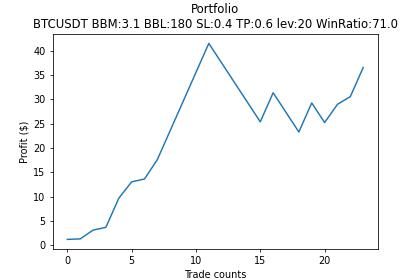 Portfolio
BTCUSDT BBM:3.1 BBL:180 SL:0.4 TP:0.6 lev:20 WinRatio:71.0
40
35
30
25
20
15
10
5
0
Profit ($)
0 5 10 15 20
Trade counts